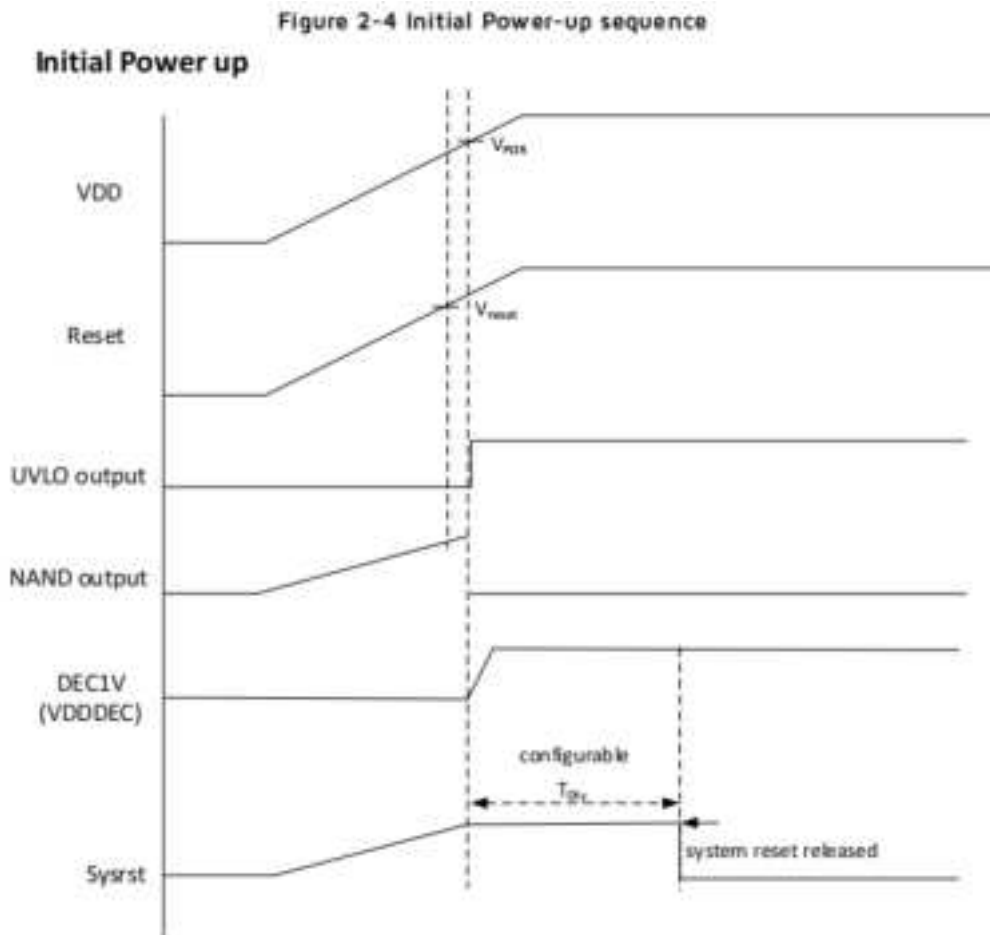 Figure 2-4 Initial Power-up sequence
Initial Power up
VDD
Reset
Vreset
UVLO output
NAND output
DEC1V
(VDDDEC)
configurable
system reset released
Sysrst